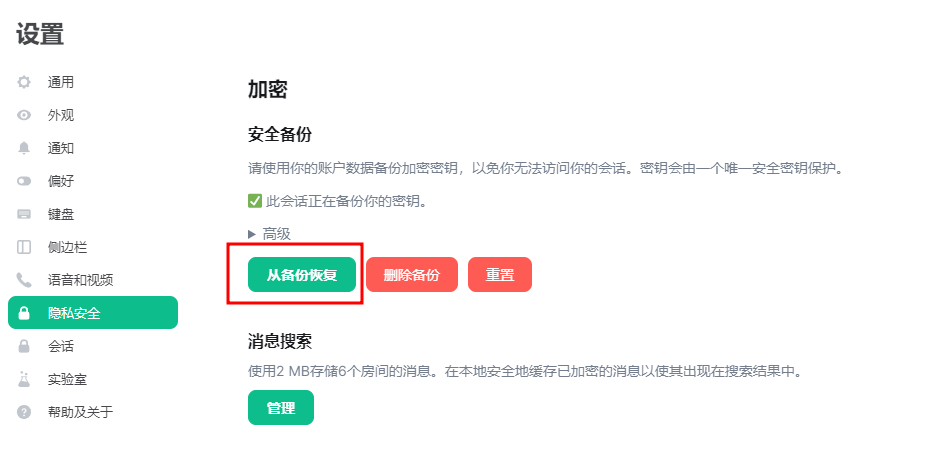 设置
通用
外观
通知
偏好
键盘
侧边栏
语音和视频
隐私安全
会话
实验室
帮助及关于
加密
安全备份
请使用你的账户数据备份加密密钥，以免你无法访问你的会话。密钥会由一个唯一安全密钥保护。
此会话正在备份你的密钥。
高级
从备份恢复 删除备份 重置
消息搜索
使用2 MB存储6个房间的消息。在本地安全地缓存已加密的消息以使其出现在搜索结果中。
管理